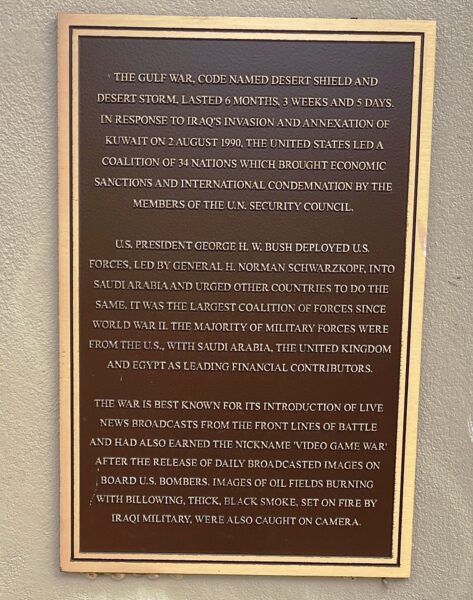 THE GULF WAR, CODE NAMED DESERT SHIELD AND
DESERT STORM, LASTED 6 MONTHS, 3 WEEKS AND 5 DAYS.
IN RESPONSE TO IRAQ'S INVASION AND ANNEXATION OF
KUWAIT ON 2 AUGUST 1990, THE UNITED STATES LED A
COALITION OF 34 NATIONS WHICH BROUGHT ECONOMIC
SANCTIONS AND INTERNATIONAL CONDEMNATION BY THE
MEMBERS OF THE U.N. SECURITY COUNCIL.
U.S. PRESIDENT GEORGE H. W. BUSH DEPLOYED U.S.
FORCES, LED BY GENERAL H. NORMAN SCHWARZKOPF, INTO
SAUDI ARABIA AND URGED OTHER COUNTRIES TO DO THE
SAME. IT WAS THE LARGEST COALITION OF FORCES SINCE
WORLD WAR II. THE MAJORITY OF MILITARY FORCES WERE
FROM THE U.S., WITH SAUDI ARABIA, THE UNITED KINGDOM
AND EGYPT AS LEADING FINANCIAL CONTRIBUTORS.
THE WAR IS BEST KNOWN FOR ITS INTRODUCTION OF LIVE
NEWS BROADCASTS FROM THE FRONT LINES OF BATTLE
AND HAD ALSO EARNED THE NICKNAME 'VIDEO GAME WAR'
AFTER THE RELEASE OF DAILY BROADCASTED IMAGES ON
BOARD U.S. BOMBERS. IMAGES OF OIL FIELDS BURNING
WITH BILLOWING, THICK, BLACK SMOKE, SET ON FIRE BY
IRAQI MILITARY, WERE ALSO CAUGHT ON CAMERA.